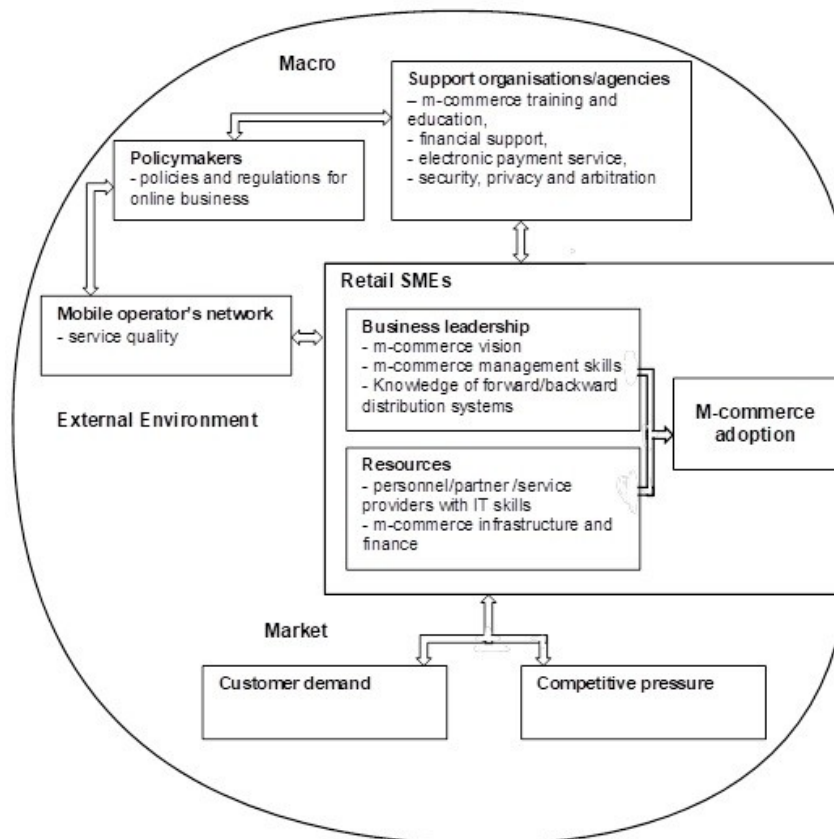 Macro
Support organisations/agencies
– m-commerce training and
education,
- financial support,
- electronic payment service,
- security, privacy and arbitration
Policymakers
- policies and regulations for
online business
Mobile operator's network
- service quality
External Environment
Retail SMEs
Business leadership
- m-commerce vision
- m-commerce management skills
- Knowledge of forward/backward
distribution systems
Resources
- personnel/partner /service
providers with IT skills
- m-commerce infrastructure and
finance
M-commerce
adoption
Market
Customer demand
Competitive pressure